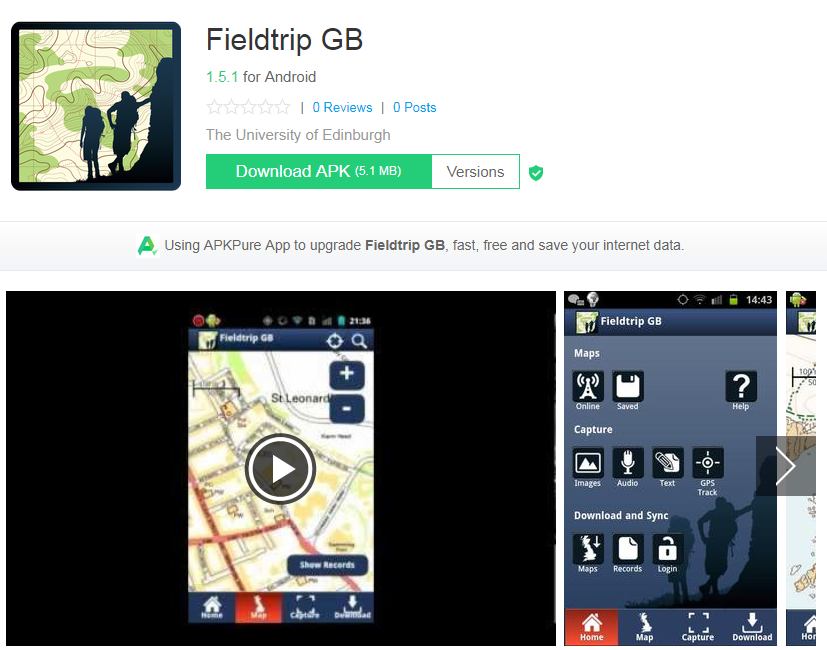 Fieldtrip GB
1.5.1 for Android
| 0 Reviews | 0 Posts
The University of Edinburgh
Download APK (5.1 MB) Versions
Using APKPure App to upgrade Fieldtrip GB, fast, free and save your internet data.
21:36
Fieldtrip GB
+
St Leonard
-
Show Records
Home Map Capture Download
14:43
Fieldtrip GB
Maps
Online Saved ? Help
Capture
Images Audio Text GPS Track
Download and Sync
Maps Records Login
Home Map Capture Download